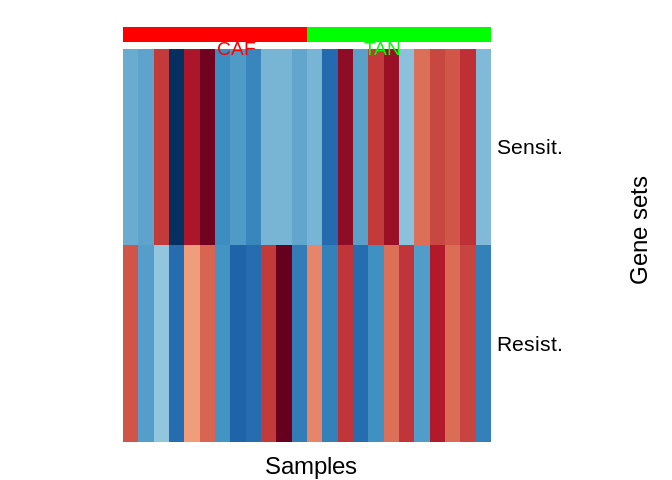 CAF
TAN
Sensit.
Resist.
Gene sets
Samples